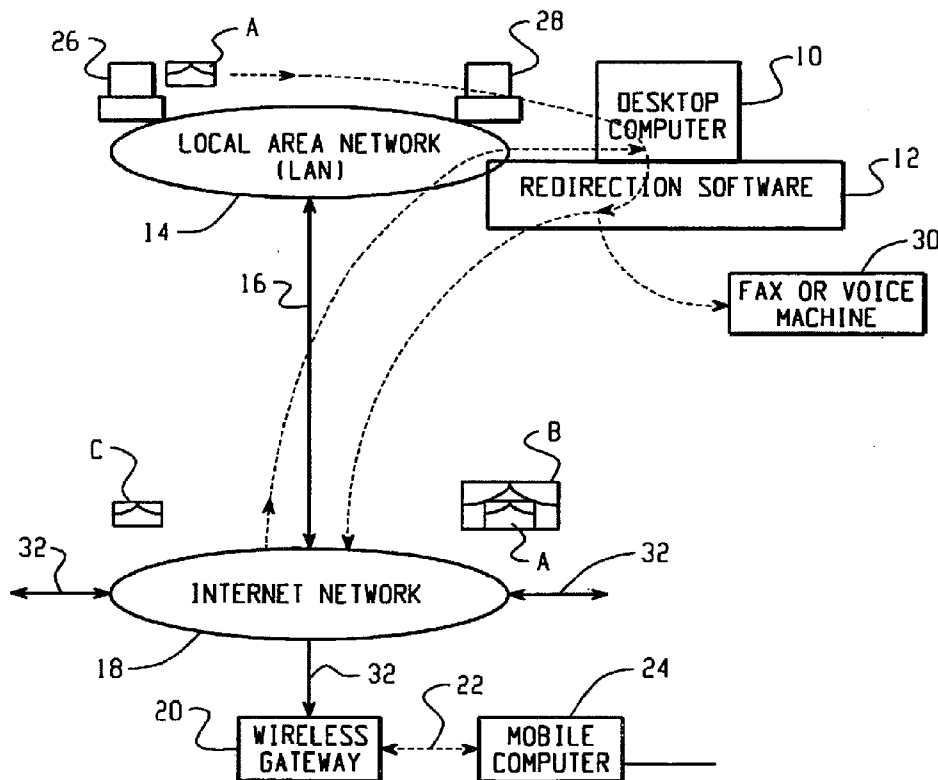 26
A
28
10
DESKTOP
COMPUTER
LOCAL AREA NETWORK
(LAN)
REDIRECTION SOFTWARE
12
14
30
16
FAX OR VOICE
MACHINE
C
B
A
32
INTERNET NETWORK
32
18
32
24
20
22
WIRELESS
GATEWAY
MOBILE
COMPUTER